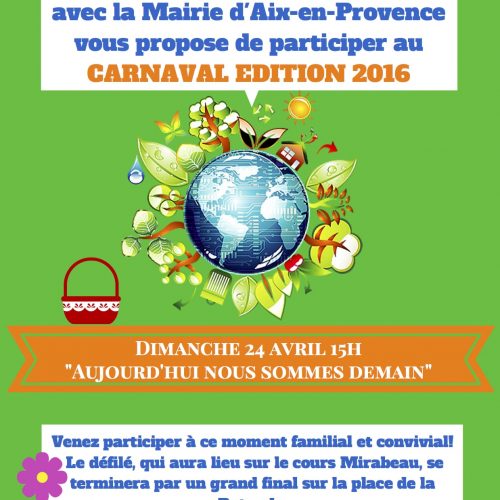 avec la Mairie d'Aix-en-Provence
vous propose de participer au
CARNAVAL EDITION 2016
Dimanche 24 avril 15h
"Aujourd'hui nous sommes demain"
Venez participer à ce moment familial et convivial!
Le défilé, qui aura lieu sur le cours Mirabeau, se
terminera par un grand final sur la place de la